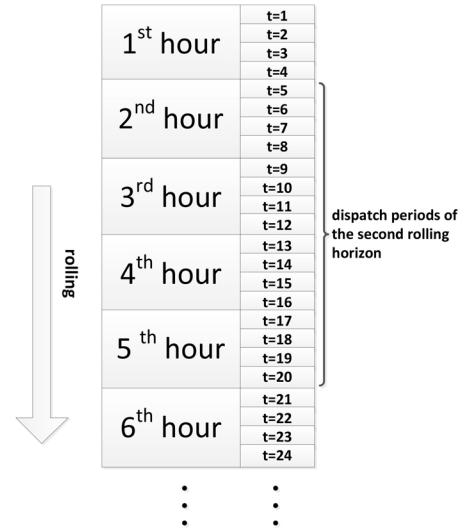 1st hour
t=1
t=2
t=3
t=4
2nd hour
t=5
t=6
t=7
t=8
3rd hour
t=9
t=10
t=11
t=12
4th hour
t=13
t=14
t=15
t=16
5 th hour
t=17
t=18
t=19
t=20
6th hour
t=21
t=22
t=23
t=24
rolling
dispatch periods of
the second rolling
horizon